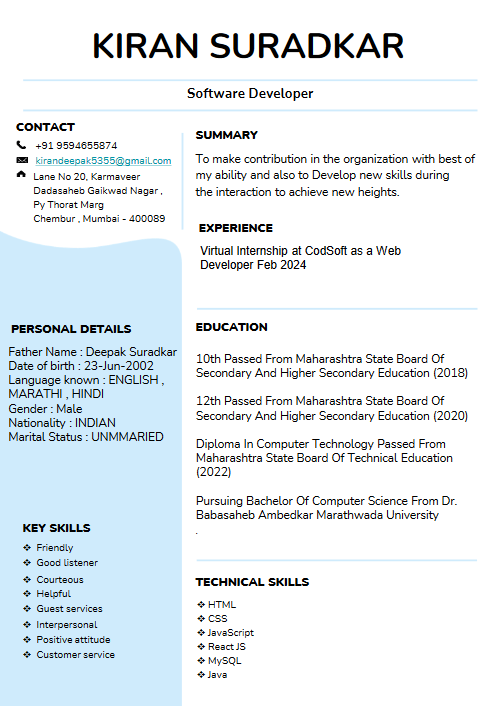 KIRAN SURADKAR
Software Developer
CONTACT
+91 9594655874
kirandeepak5355@gmail.com
Lane No 20, Karmaveer
Dadasaheb Gaikwad Nagar ,
Py Thorat Marg
Chembur , Mumbai - 400089
PERSONAL DETAILS
Father Name : Deepak Suradkar
Date of birth : 23-Jun-2002
Language known : ENGLISH ,
MARATHI , HINDI
Gender : Male
Nationality : INDIAN
Marital Status : UNMMARIED
KEY SKILLS
❖ Friendly
❖ Good listener
❖ Courteous
❖ Helpful
❖ Guest services
❖ Interpersonal
❖ Positive attitude
❖ Customer service
SUMMARY
To make contribution in the organization with best of
my ability and also to Develop new skills during
the interaction to achieve new heights.
EXPERIENCE
Virtual Internship at CodSoft as a Web
Developer Feb 2024
EDUCATION
10th Passed From Maharashtra State Board Of
Secondary And Higher Secondary Education (2018)
12th Passed From Maharashtra State Board Of
Secondary And Higher Secondary Education (2020)
Diploma In Computer Technology Passed From
Maharashtra State Board Of Technical Education
(2022)
Pursuing Bachelor Of Computer Science From Dr.
Babasaheb Ambedkar Marathwada University
.
TECHNICAL SKILLS
❖ HTML
❖ CSS
❖ JavaScript
❖ React JS
❖ MySQL
❖ Java